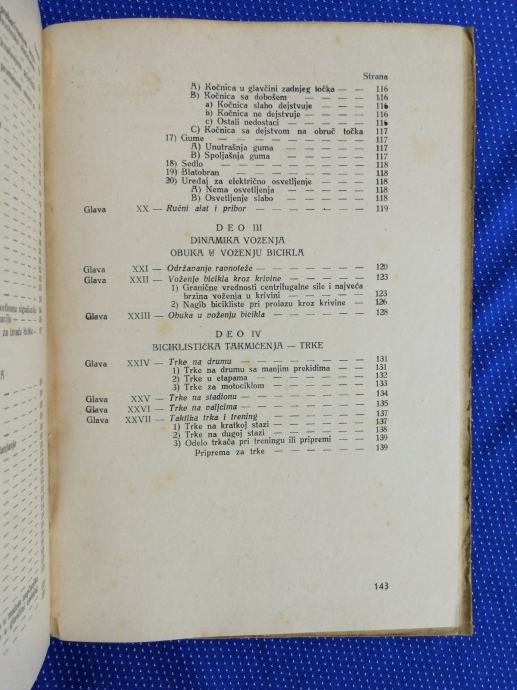 Strana
A) Kočnica u glavčini zadnjeg točka — — 116
B) Kočnica sa dobošem — — — — 116
a) Kočnica slabo dejstvuje — — — 116
b) Kočnica ne dejstvuje — — — — 116
c) Ostali nedostaci — — — — 116
C) Kočnica sa dejstvom na obruč točka 117
17) Gume — — — — — — — 117
A) Unutrašnja guma — — — — 117
B) Spoljašnja guma — — — — 117
18) Sedlo — — — — — — — 118
19) Blatobran — — — — — — 118
20) Uređaj za električno osvetljenje — — — 118
A) Nema osvetljenja — — — — 118
B) Osvetljenje slabo — — — — 118
Glava XX — Ručni alat i pribor — — — — — — 119
DEO III
DINAMIKA VOŽENJA
OBUKA U VOŽENJU BICIKLA
Glava XXI — Održavanje ravnoteže — — — — — 120
Glava XXII — Voženje bicikla kroz krivine — — — — 123
1) Granične vrednosti centrifugalne sile i najveća
brzina voženja u krivini — — — — 123
2) Nagib bicikliste pri prolazu kroz krivine — 126
Glava XXIII — Obuka u voženju bicikla — — — — — 128
DEO IV
BICIKLISTIČKA TAKMIČENJA — TRKE
Glava XXIV — Trke na drumu — — — — — — 131
1) Trke na drumu sa manjim prekidima — — 131
2) Trke u etapama — — — — — — 132
3) Trke za motociklom — — — — — 133
Glava XXV — Trke na stadionu — — — — — — 134
Glava XXVI — Trke na valjcima — — — — — — 135
Glava XXVII — Taktika trka i trening — — — — — 137
1) Trke na kratkoj stazi — — — — — 137
2) Trke na dugoj stazi — — — — — 138
3) Odelo trkača pri treningu ili pripremi — — 139
Priprema za trke — — — — — — 139
143